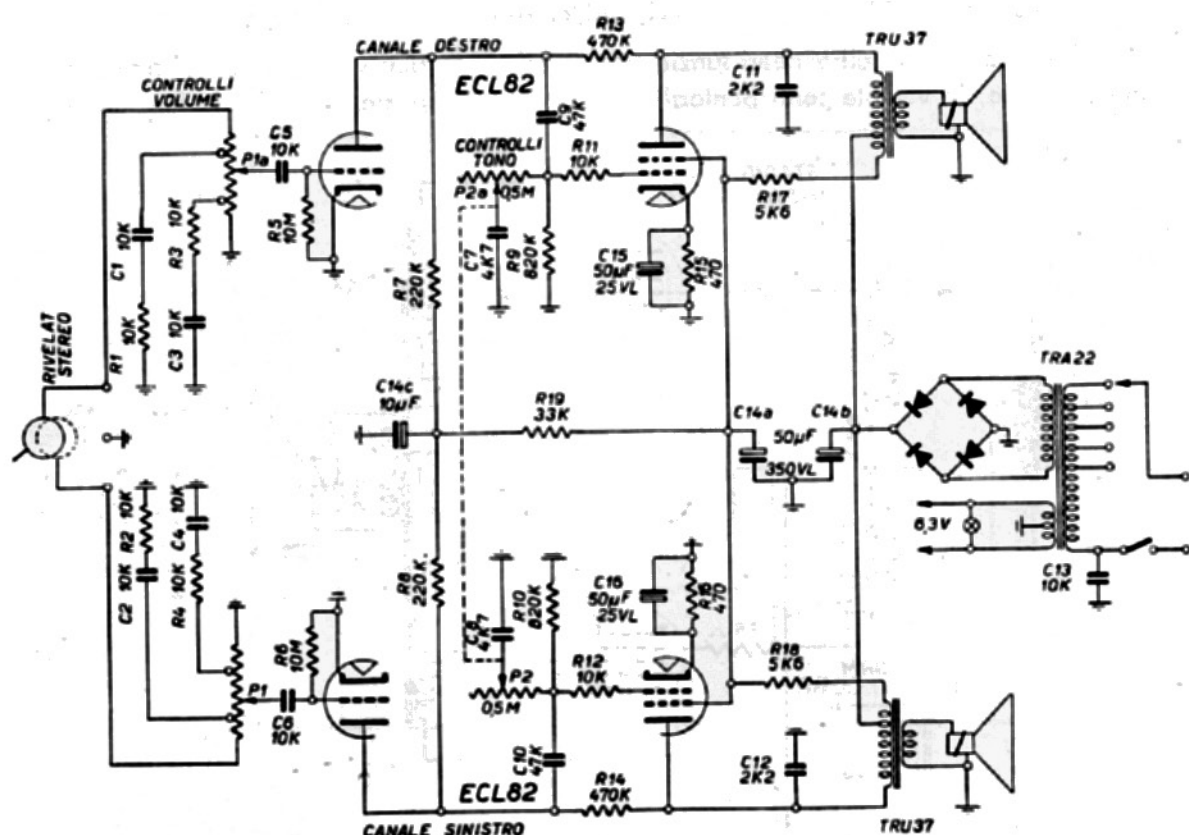 R13
470K
TRU 37
CANALE DESTRO
ECL82
C11
2K2
CONTROLLI
VOLUME
C5
10K
P1a
C9
47K
CONTROLLI
TONO
R11
10K
P2a
0,5M
R17
5K6
C1
10K
R3
10K
R5
10M
C7
4K7
R9
820K
C15
50µF
25VL
R15
470
R7
220K
R1
10K
C3
10K
RIVELAT
STEREO
TRA22
C14c
10µF
R19
33K
C14a
C14b
50µF
350VL
6,3V
C13
10K
R2
10K
C4
10K
C2
10K
R4
10K
R8
220K
C8
4K7
R10
820K
C16
50µF
25VL
R16
470
R6
10M
P1
C6
10K
P2
0,5M
R12
10K
R18
5K6
C10
47K
C12
2K2
ECL82
R14
470K
CANALE SINISTRO
TRU37